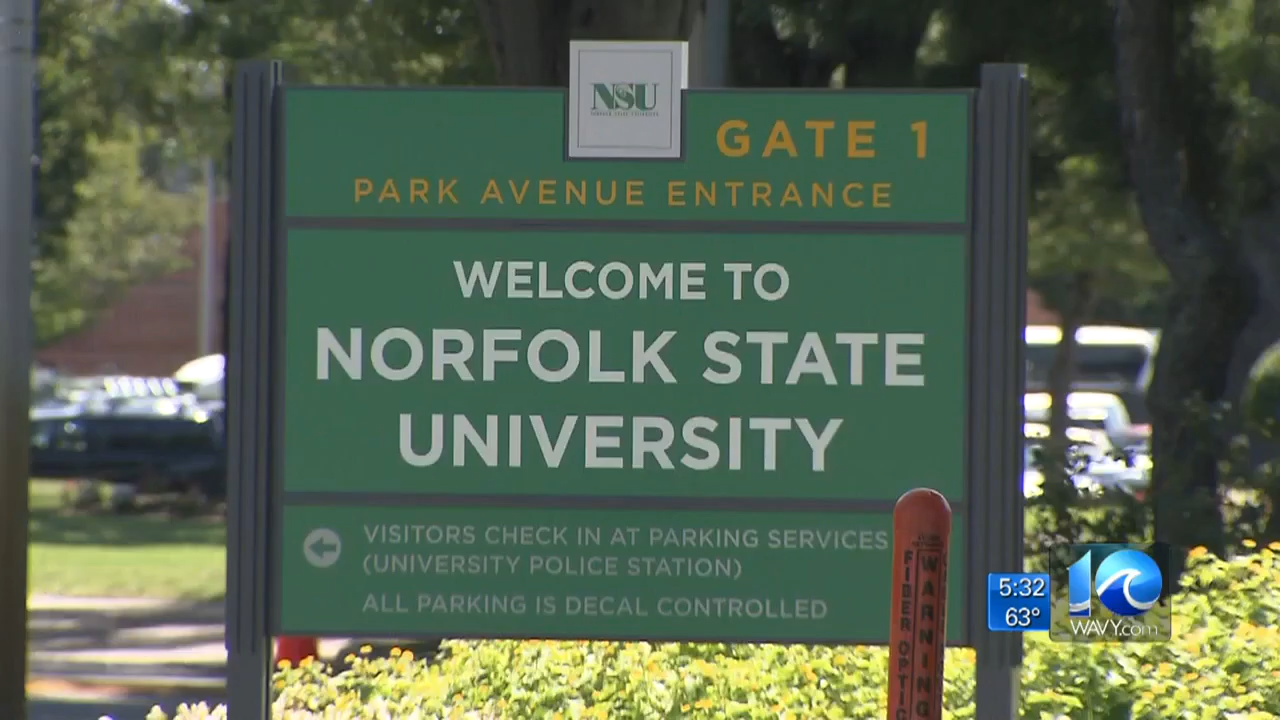 NSU
GATE 1
PARK AVENUE ENTRANCE
WELCOME TO
NORFOLK STATE
UNIVERSITY
VISITORS CHECK IN AT PARKING SERVICES
(UNIVERSITY POLICE STATION)
ALL PARKING IS DECAL CONTROLLED
WARNING
FIBER OPTIC
5:32
63°
10
WAVY.com